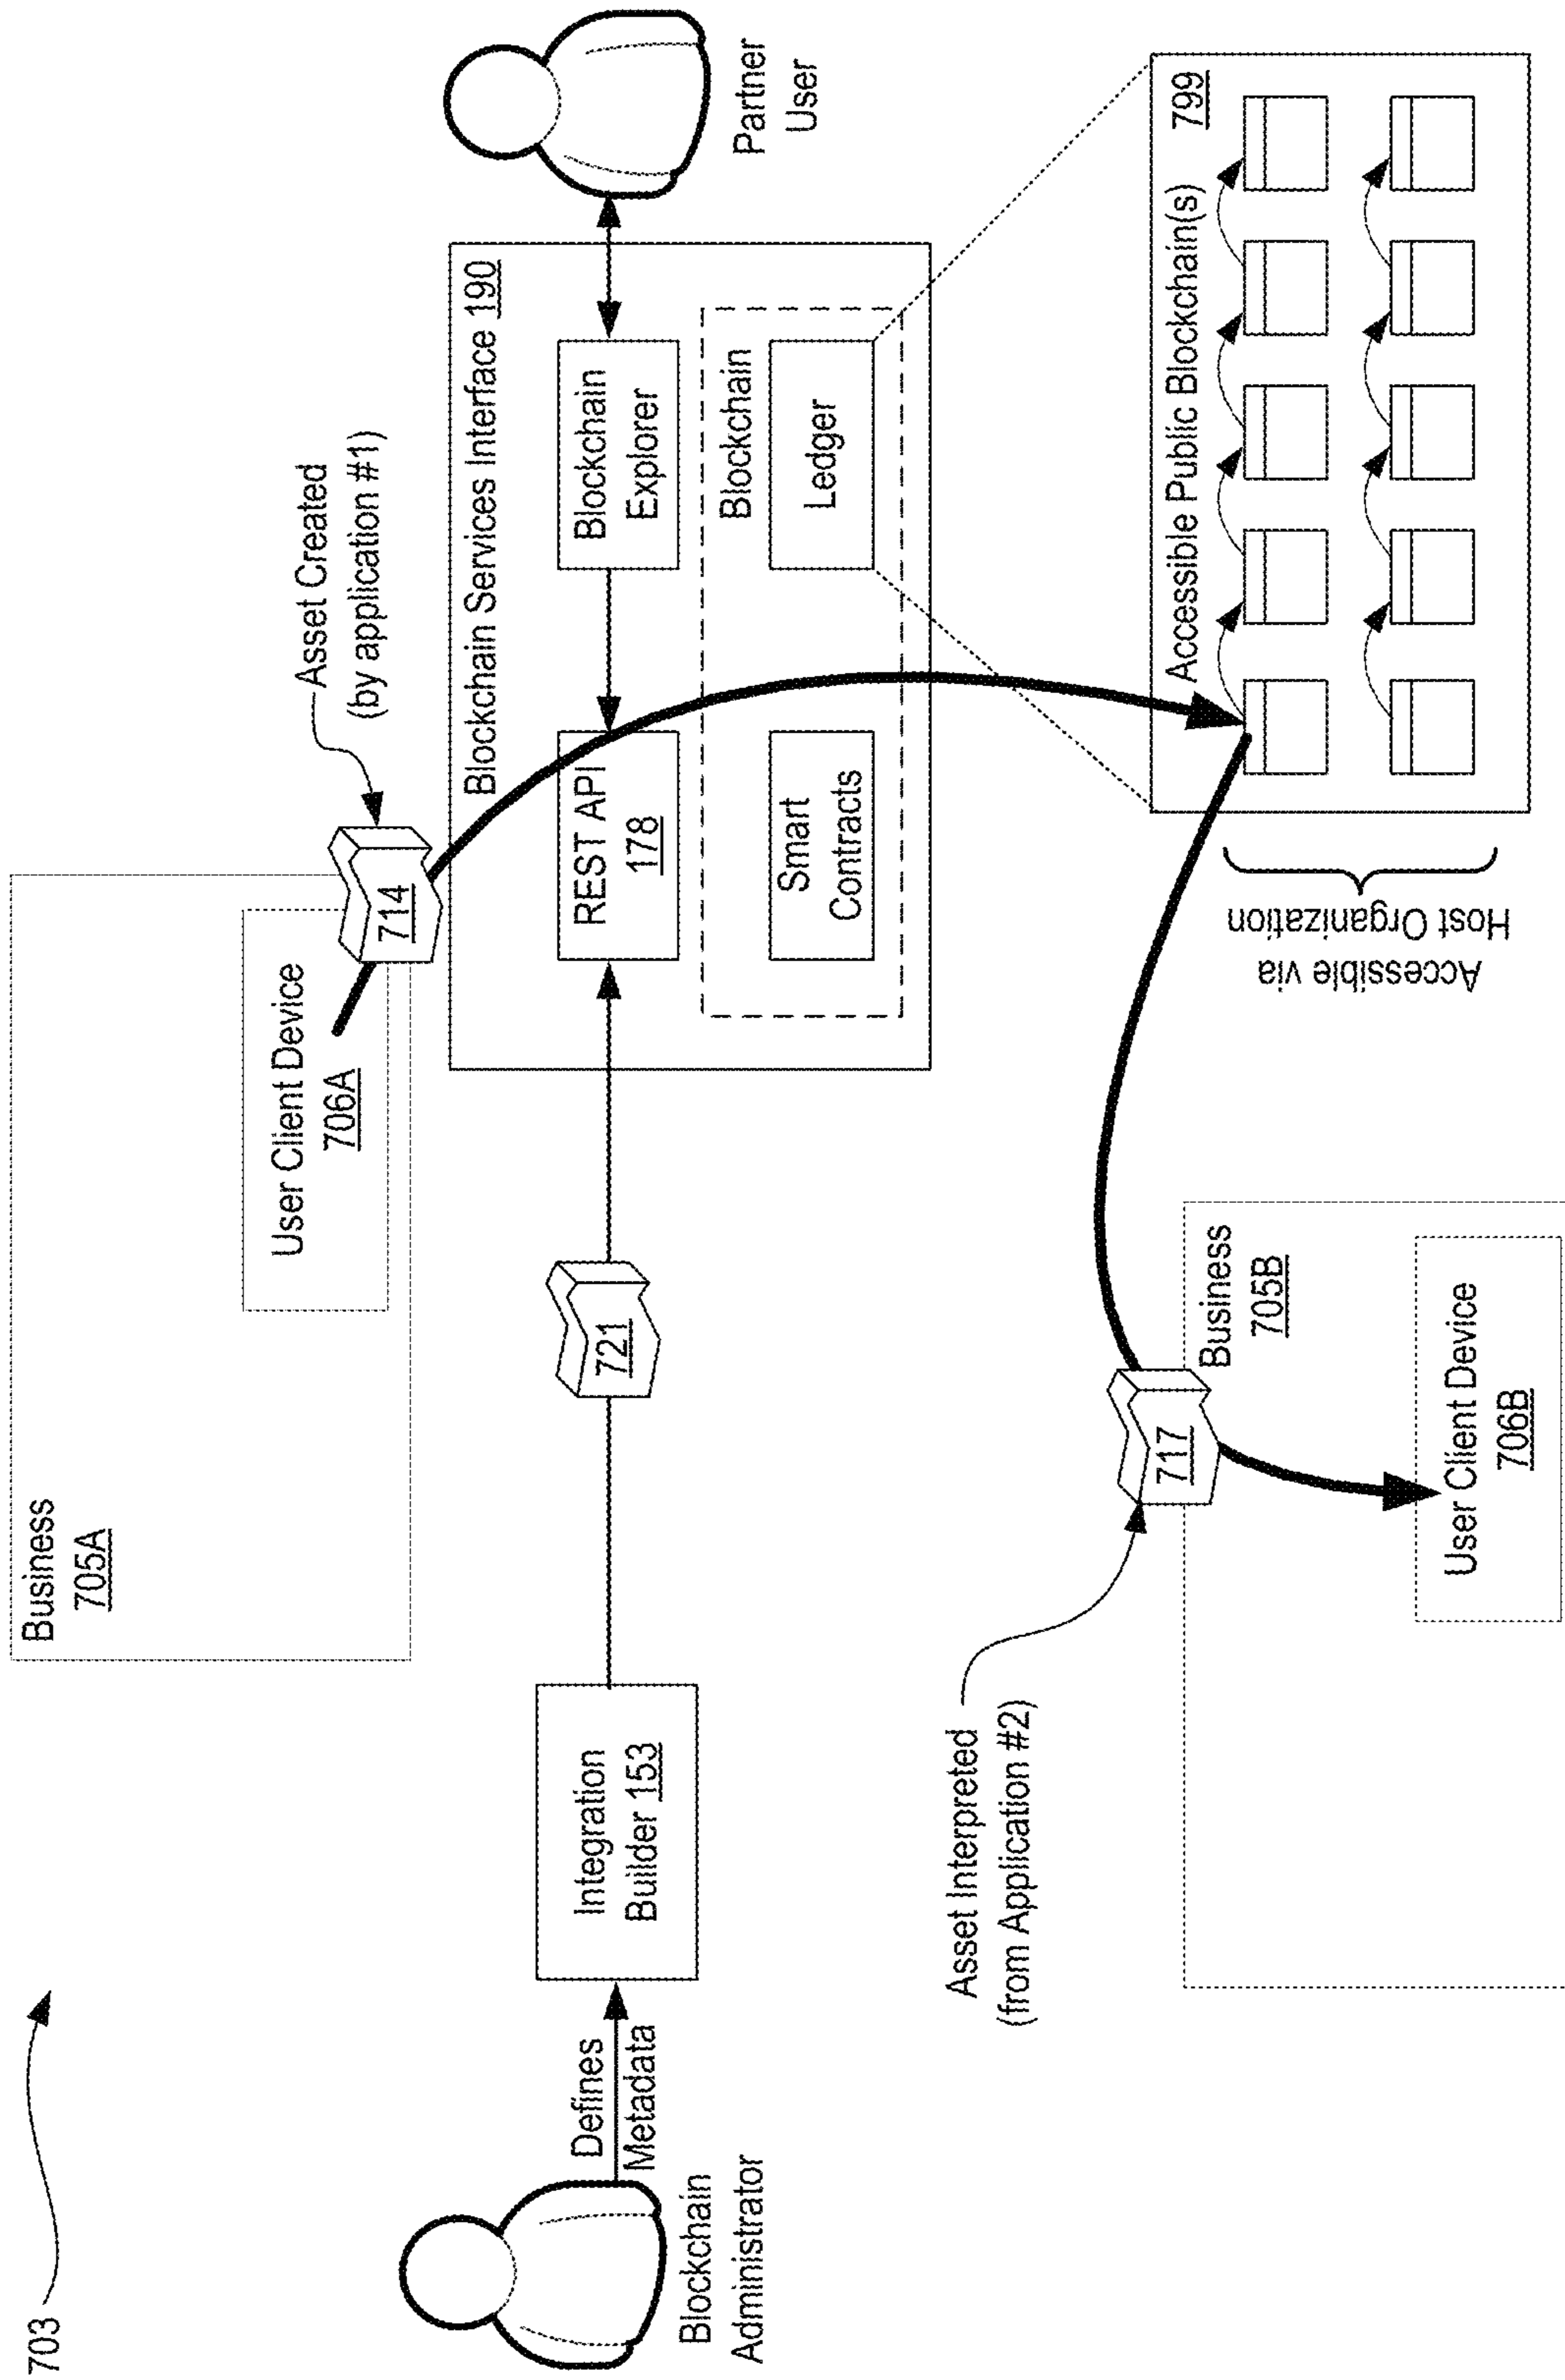 703
Business
705A
User Client Device
706A
714
Asset Created
(by application #1)
Blockchain
Administrator
Defines
Metadata
Integration
Builder 153
721
Blockchain Services Interface 190
REST API
178
Blockchain
Explorer
Blockchain
Smart
Contracts
Ledger
Partner
User
Asset Interpreted
(from Application #2)
717
Business
705B
User Client Device
706B
Accessible via
Host Organization
Accessible Public Blockchain(s)
799